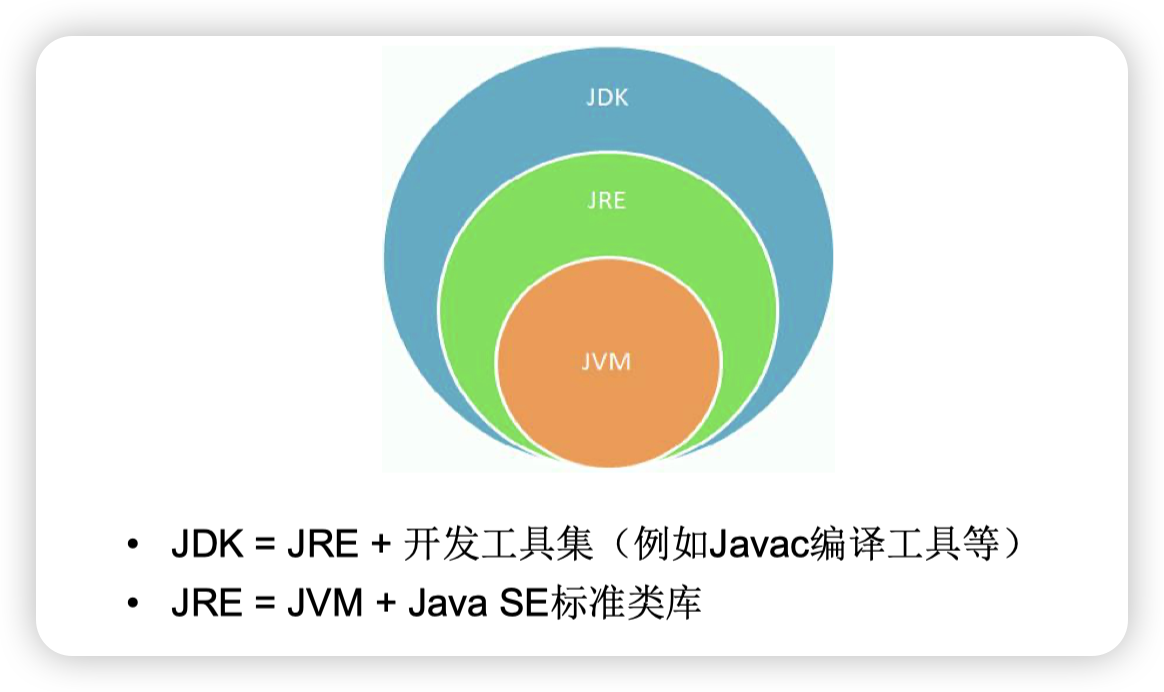 JDK
JRE
JVM
• JDK = JRE + 开发工具集（例如Javac编译工具等）
• JRE = JVM + Java SE标准类库